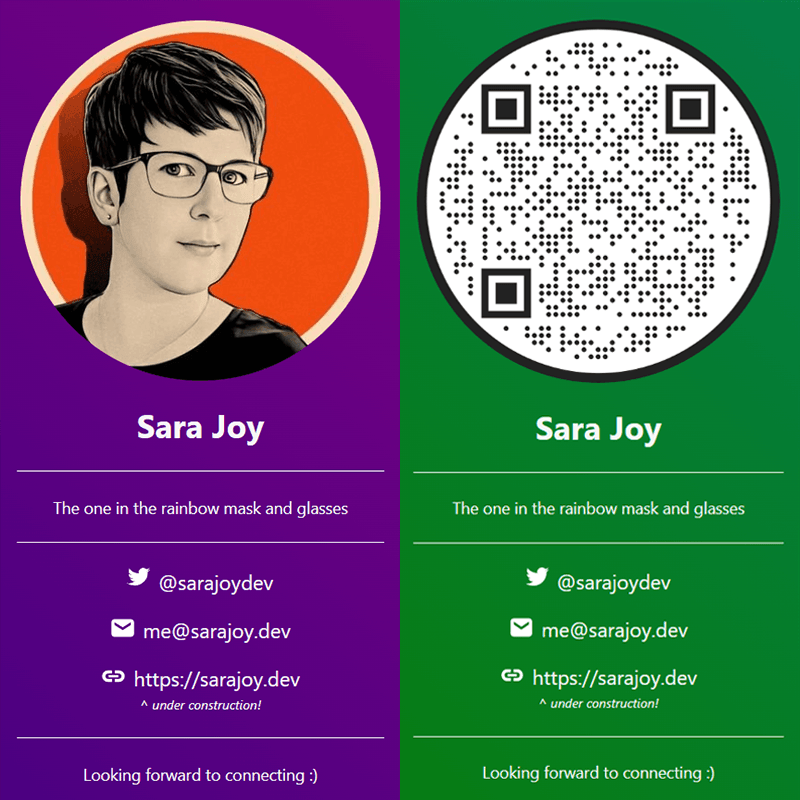 Sara Joy
The one in the rainbow mask and glasses
@sarajoydev
me@sarajoy.dev
https://sarajoy.dev
^ under construction!
Looking forward to connecting :)
Sara Joy
The one in the rainbow mask and glasses
@sarajoydev
me@sarajoy.dev
https://sarajoy.dev
^ under construction!
Looking forward to connecting :)